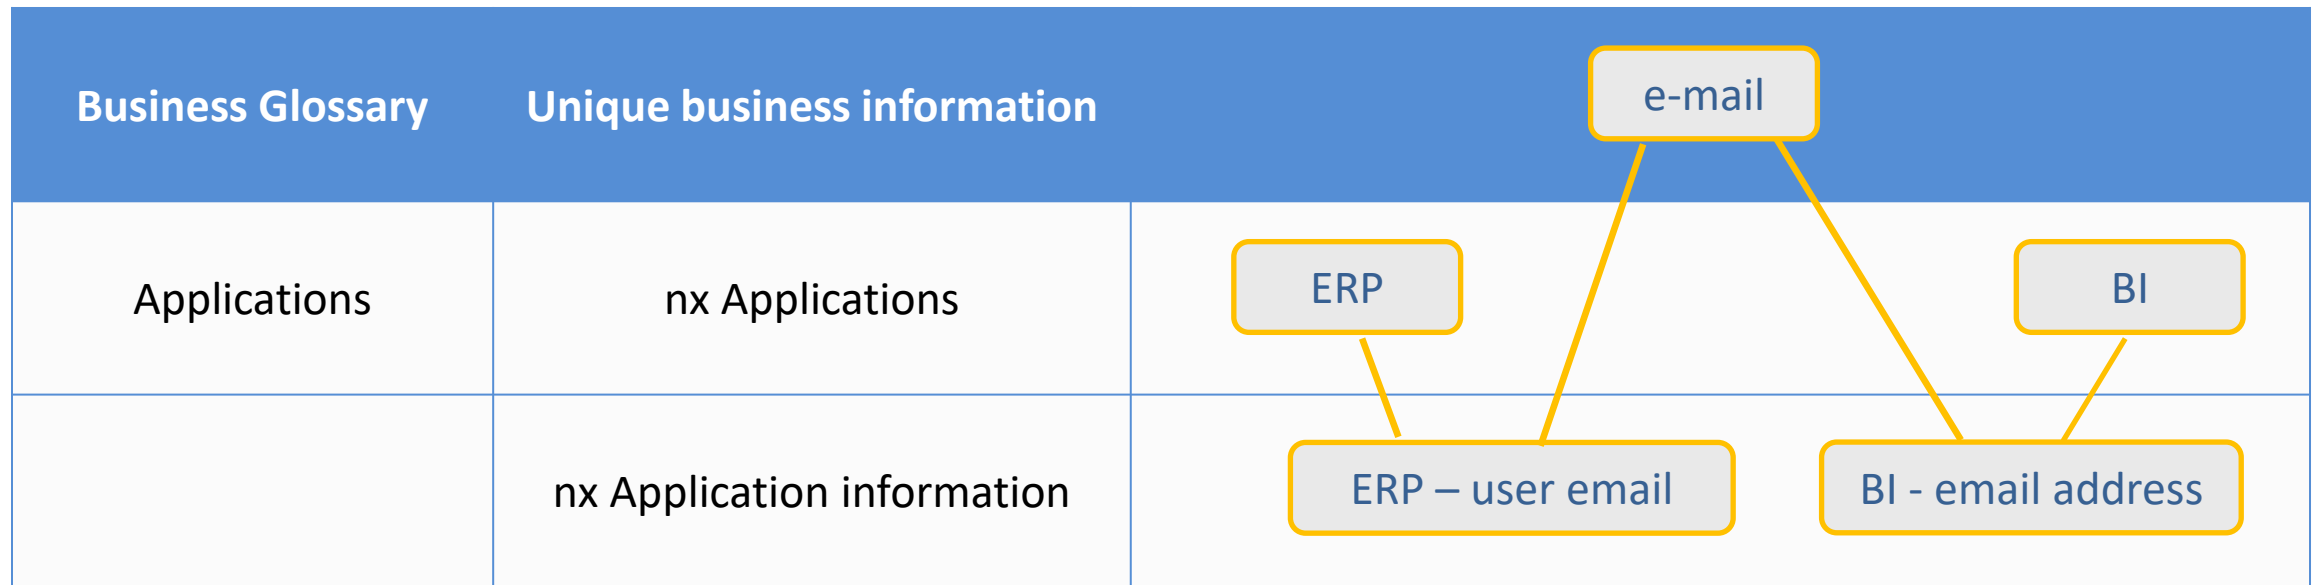 Business Glossary
Unique business information
e-mail
Applications
nx Applications
ERP
BI
nx Application information
ERP – user email
BI - email address